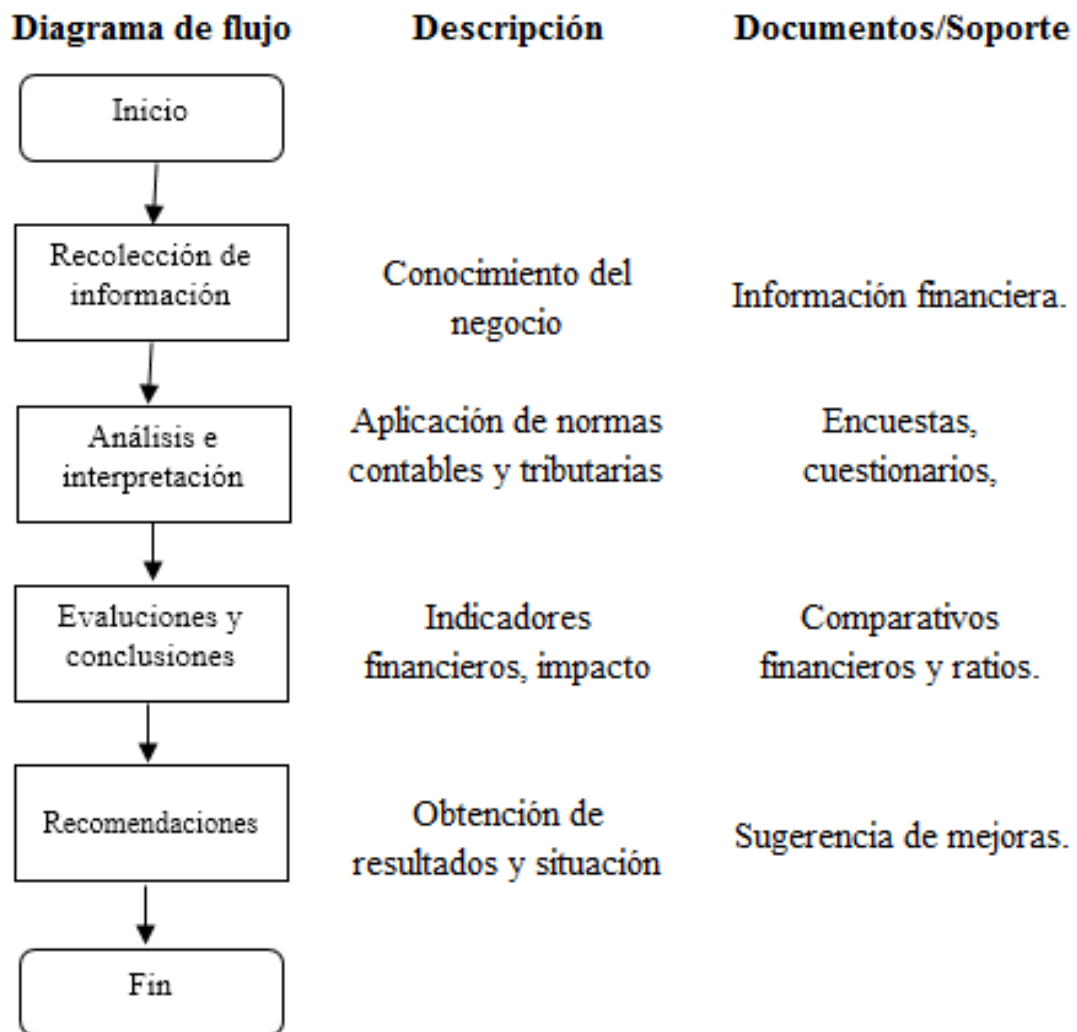 Diagrama de flujo Descripción Documentos/Soporte
Inicio
Recolección de
información
Conocimiento del
negocio
Información financiera.
Análisis e
interpretación
Aplicación de normas
contables y tributarias
Encuestas,
cuestionarios,
Evaluciones y
conclusiones
Indicadores
financieros, impacto
Comparativos
financieros y ratios.
Recomendaciones
Obtención de
resultados y situación
Sugerencia de mejoras.
Fin